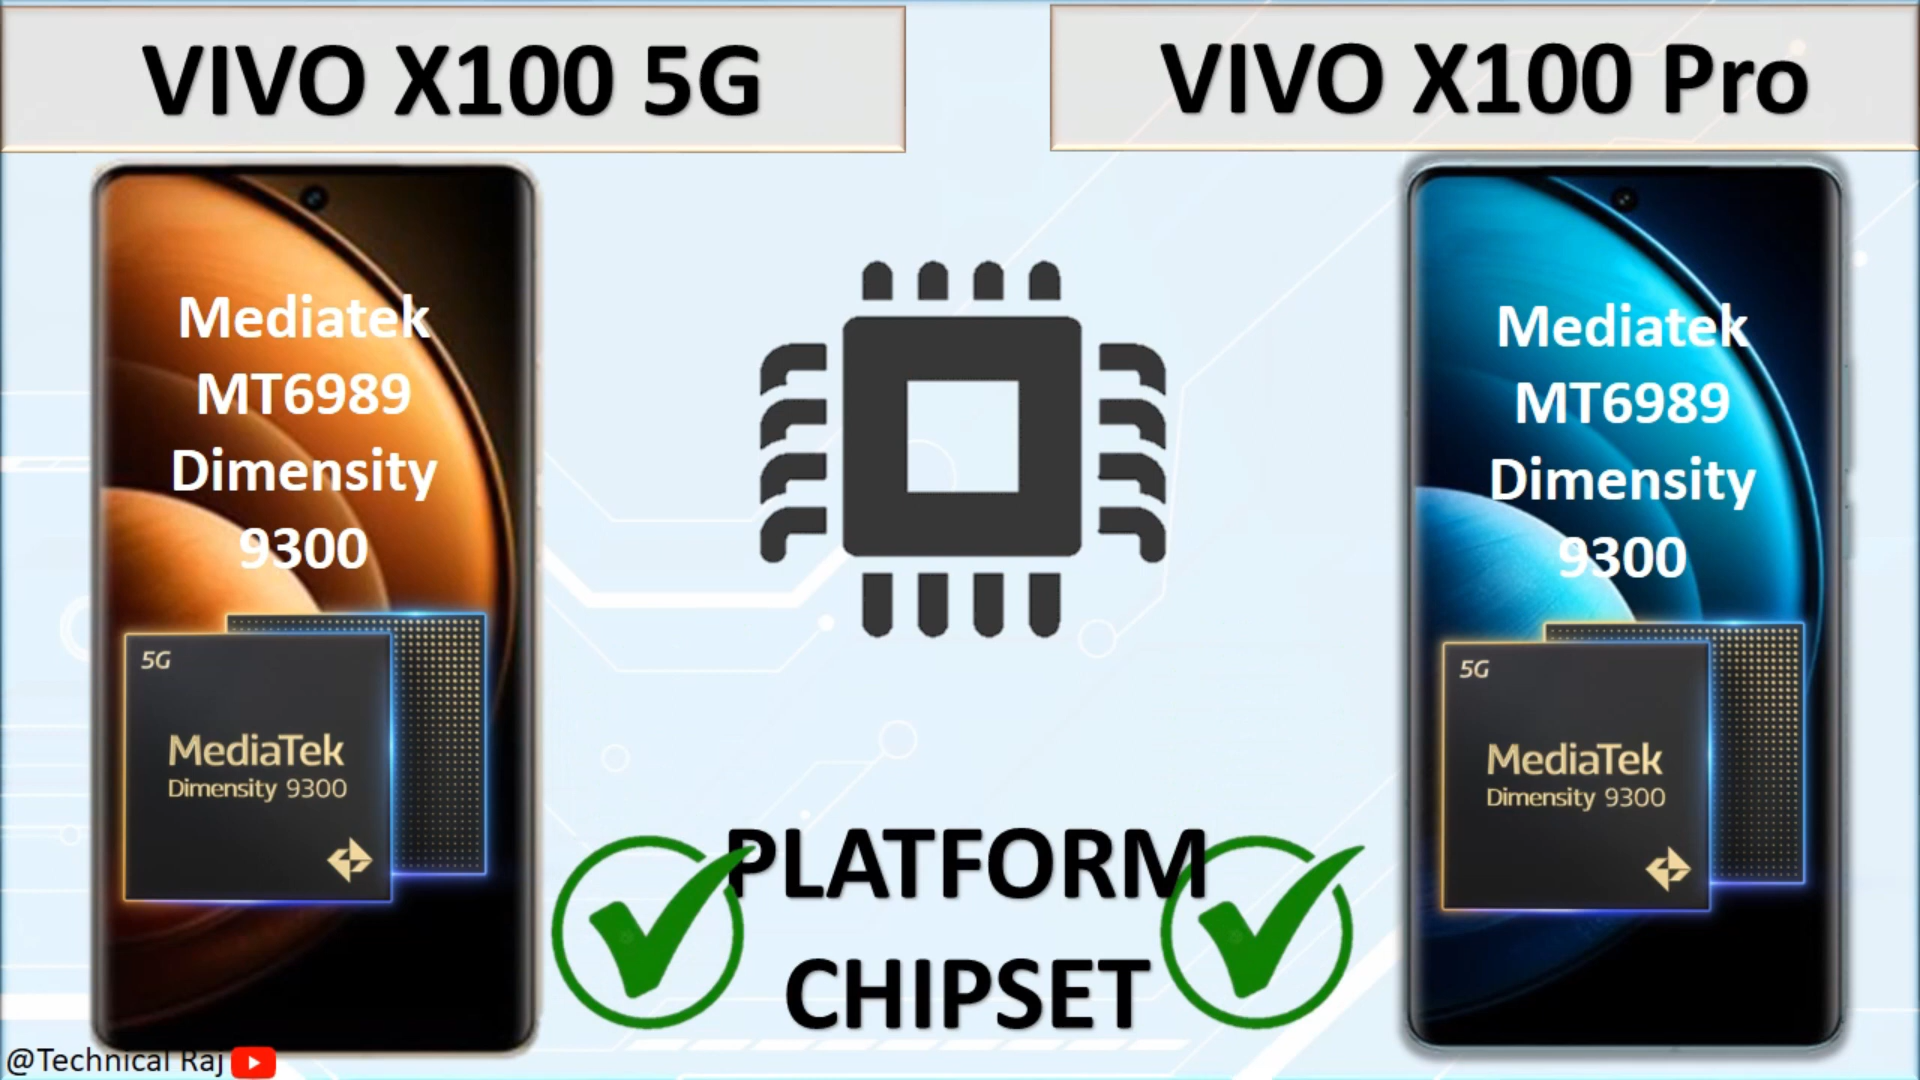 VIVO X100 5G
VIVO X100 Pro
Mediatek
MT6989
Dimensity
9300
5G
MediaTek
Dimensity 9300
Mediatek
MT6989
Dimensity
9300
5G
MediaTek
Dimensity 9300
PLATFORM
CHIPSET
@Technical Raj